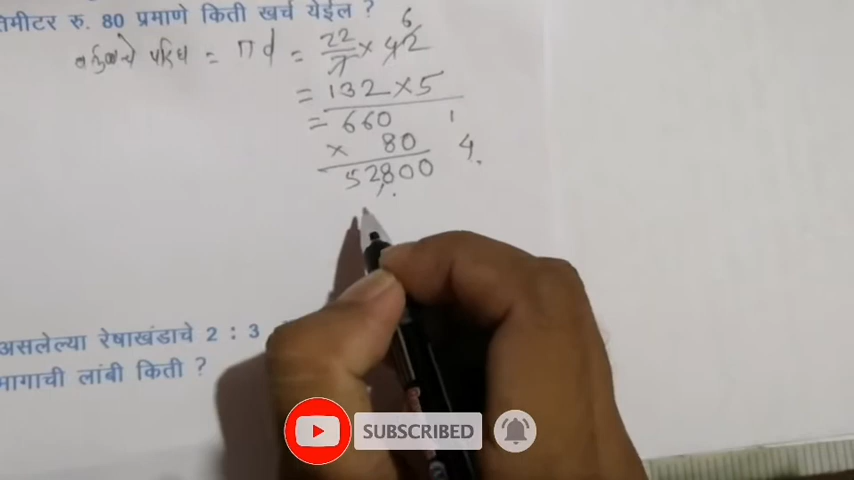 तिमीटर रु. 80 प्रमाणे किती खर्च येईल ?
वर्तुळाचे परिघ = πd = 22/7 × 42 6
= 132 × 5
= 660 1
× 80 4.
52800
असलेल्या रेषाखंडाचे 2 : 3
भागाची लांबी किती ?
SUBSCRIBED